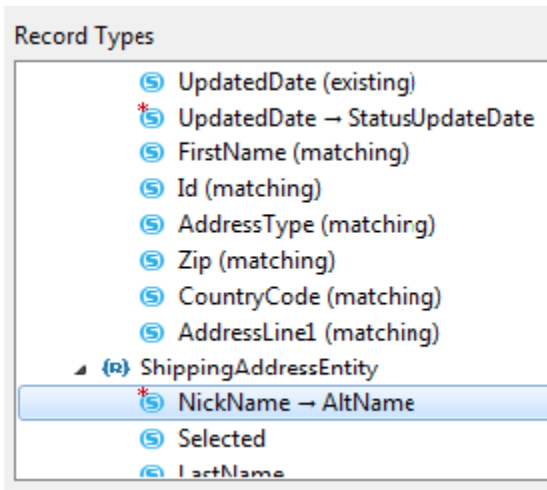 Record Types
UpdatedDate (existing)
UpdatedDate → StatusUpdateDate
FirstName (matching)
Id (matching)
AddressType (matching)
Zip (matching)
CountryCode (matching)
AddressLine1 (matching)
{R} ShippingAddressEntity
NickName → AltName
Selected
LastName